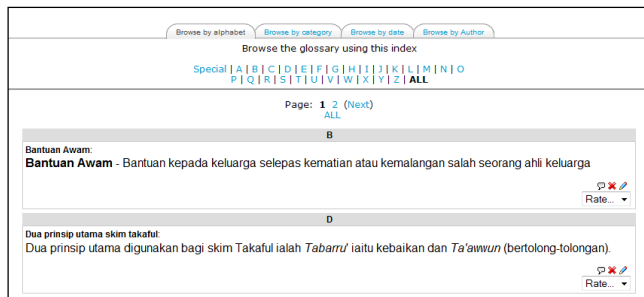 Browse by alphabet Browse by category Browse by date Browse by Author
Browse the glossary using this index
Special | A | B | C | D | E | F | G | H | I | J | K | L | M | N | O
P | Q | R | S | T | U | V | W | X | Y | Z | ALL
Page: 1 2 (Next)
ALL
B
Bantuan Awam:
Bantuan Awam - Bantuan kepada keluarga selepas kematian atau kemalangan salah seorang ahli keluarga
Rate...
D
Dua prinsip utama skim takaful:
Dua prinsip utama digunakan bagi skim Takaful ialah Tabarru' iaitu kebaikan dan Ta'awwun (bertolong-tolongan).
Rate...